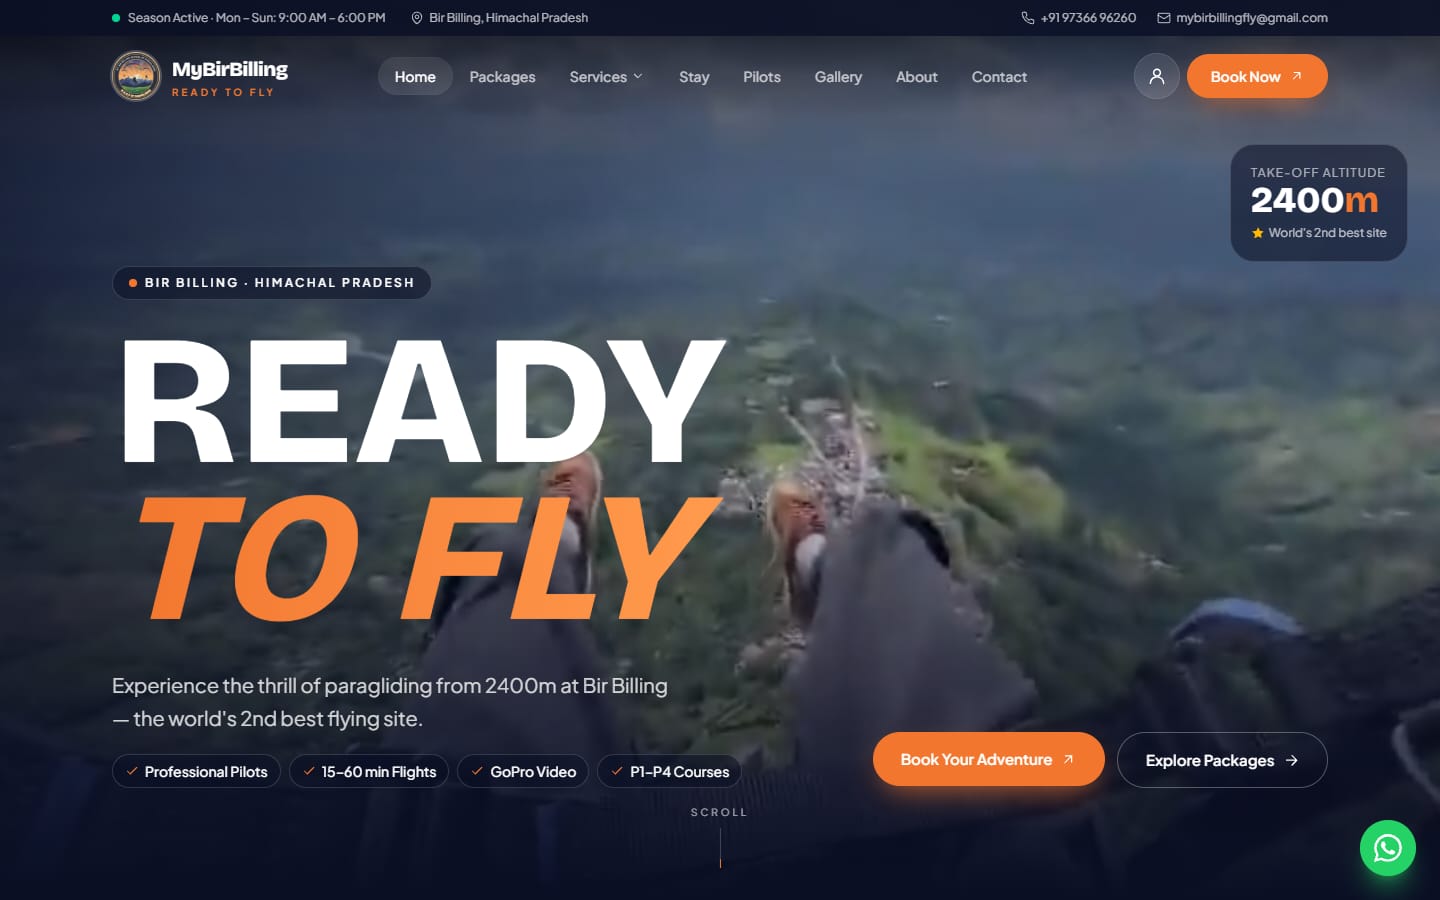 Season Active · Mon – Sun: 9:00 AM – 6:00 PM
Bir Billing, Himachal Pradesh
+91 97366 96260
mybirbillingfly@gmail.com
MyBirBilling
READY TO FLY
Home
Packages
Services
Stay
Pilots
Gallery
About
Contact
Book Now
TAKE-OFF ALTITUDE
2400m
World's 2nd best site
BIR BILLING · HIMACHAL PRADESH
READY
TO FLY
Experience the thrill of paragliding from 2400m at Bir Billing
— the world's 2nd best flying site.
Professional Pilots
15–60 min Flights
GoPro Video
P1–P4 Courses
Book Your Adventure
Explore Packages
SCROLL